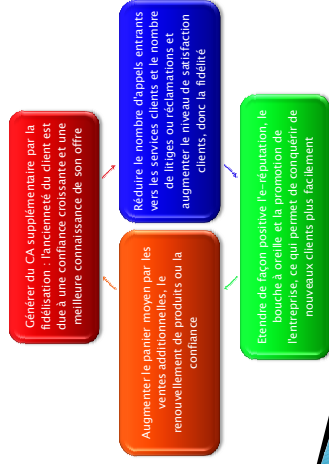 Générer du CA supplémentaire par la
fidélisation : l'ancienneté du client est
due à une confiance croissante et une
meilleure connaissance de son offre
Réduire le nombre d'appels entrants
vers les services clients et le nombre
de litiges ou réclamations et
augmenter le niveau de satisfaction
clients, donc la fidélité
Etendre de façon positive l'e-réputation, le
bouche à oreille et la promotion de
l'entreprise, ce qui permet de conquérir de
nouveaux clients plus facilement
Augmenter le panier moyen par les
ventes additionnelles, le
renouvellement de produits ou la
confiance